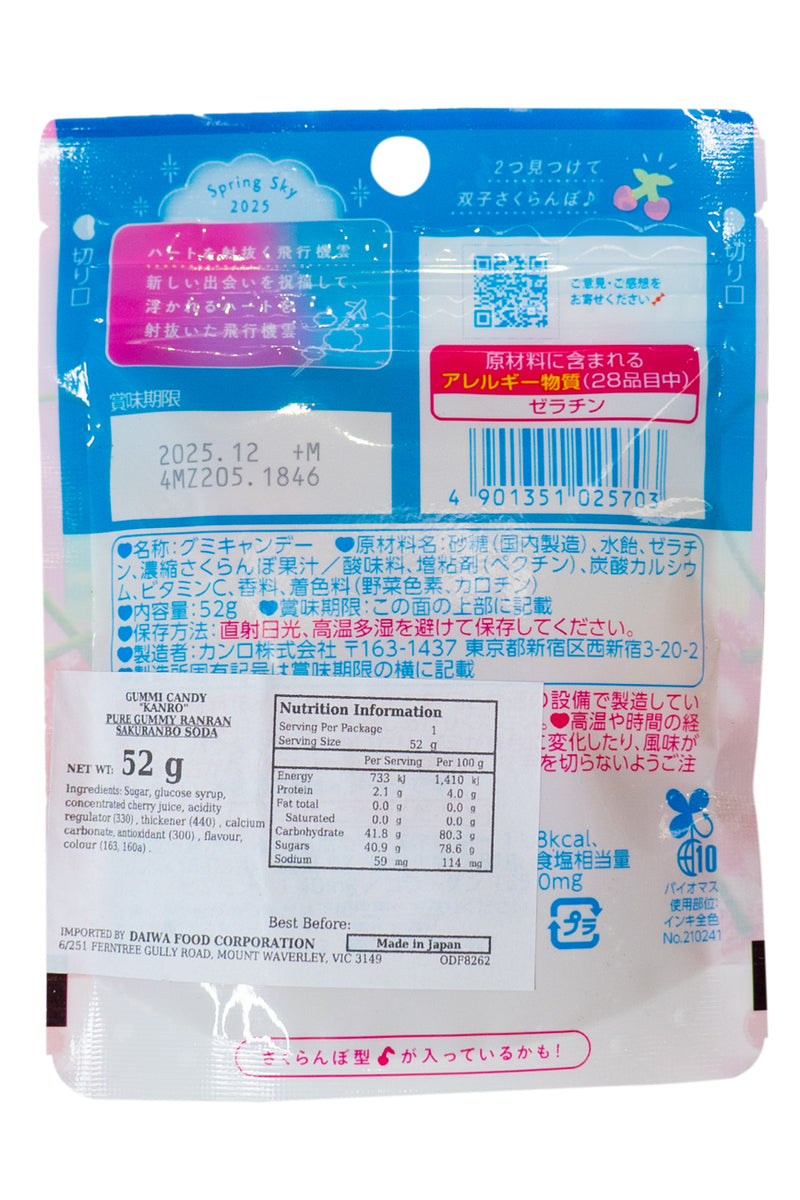 Spring Sky
2025
2つ見つけて
双子さくらんぼ♪
切り口
切り口
ハートを射抜く飛行機雲
新しい出会いを祝福して、
浮かれるハートを
射抜いた飛行機雲
ご意見・ご感想を
お寄せください
原材料に含まれる
アレルギー物質(28品目中)
ゼラチン
賞味期限
2025.12 +M
4MZ205.1846
4 901351 025703
♥名称:グミキャンデー ♥原材料名:砂糖(国内製造)、水飴、ゼラチ
ン、濃縮さくらんぼ果汁/酸味料、増粘剤(ペクチン)、炭酸カルシウ
ム、ビタミンC、香料、着色料(野菜色素、カロチン)
♥内容量:52g ♥賞味期限:この面の上部に記載
♥保存方法:直射日光、高温多湿を避けて保存してください。
♥製造者:カンロ株式会社 〒163-1437 東京都新宿区西新宿3-20-2
♥製造所固有記号は賞味期限の横に記載
設備で製造してい
。♥高温や時間の経
変化したり、風味が
を切らないようご注
GUMMI CANDY
"KANRO"
PURE GUMMY RANRAN
SAKURANBO SODA
NET WT: 52 g
Ingredients: Sugar, glucose syrup,
concentrated cherry juice, acidity
regulator (330) , thickener (440) , calcium
carbonate, antioxidant (300) , flavour,
colour (163, 160a) .
Nutrition Information
Serving Per Package 1
Serving Size 52 g
Per Serving Per 100 g
Energy 733 kj 1,410 kj
Protein 2.1 g 4.0 g
Fat total 0.0 g 0.0 g
Saturated 0.0 g 0.0 g
Carbohydrate 41.8 g 80.3 g
Sugars 40.9 g 78.6 g
Sodium 59 mg 114 mg
Best Before:
IMPORTED BY DAIWA FOOD CORPORATION
Made in Japan
6/251 FERNTREE GULLY ROAD, MOUNT WAVERLEY, VIC 3149 ODF8262
8kcal、
食塩相当量
0mg
プラ
10
バイオマス
使用部位:
インキ全色
No.210241
さくらんぼ型が入っているかも!